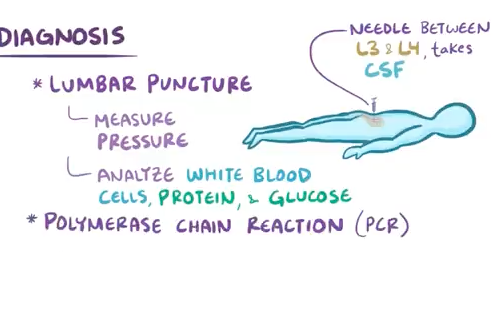 DIAGNOSIS
NEEDLE BETWEEN
L3 & L4, takes
CSF
* LUMBAR PUNCTURE
MEASURE
PRESSURE
ANALYZE WHITE BLOOD
CELLS, PROTEIN, & GLUCOSE
* POLYMERASE CHAIN REACTION (PCR)